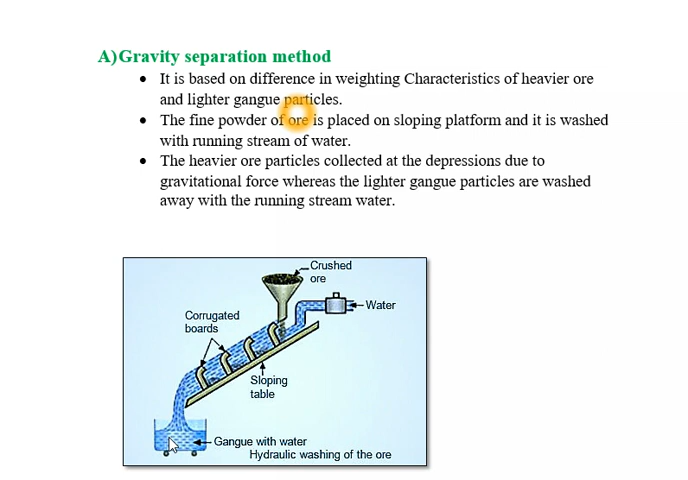 A)Gravity separation method
• It is based on difference in weighting Characteristics of heavier ore
and lighter gangue particles.
• The fine powder of ore is placed on sloping platform and it is washed
with running stream of water.
• The heavier ore particles collected at the depressions due to
gravitational force whereas the lighter gangue particles are washed
away with the running stream water.
Crushed
ore
Water
Corrugated
boards
Sloping
table
Gangue with water
Hydraulic washing of the ore